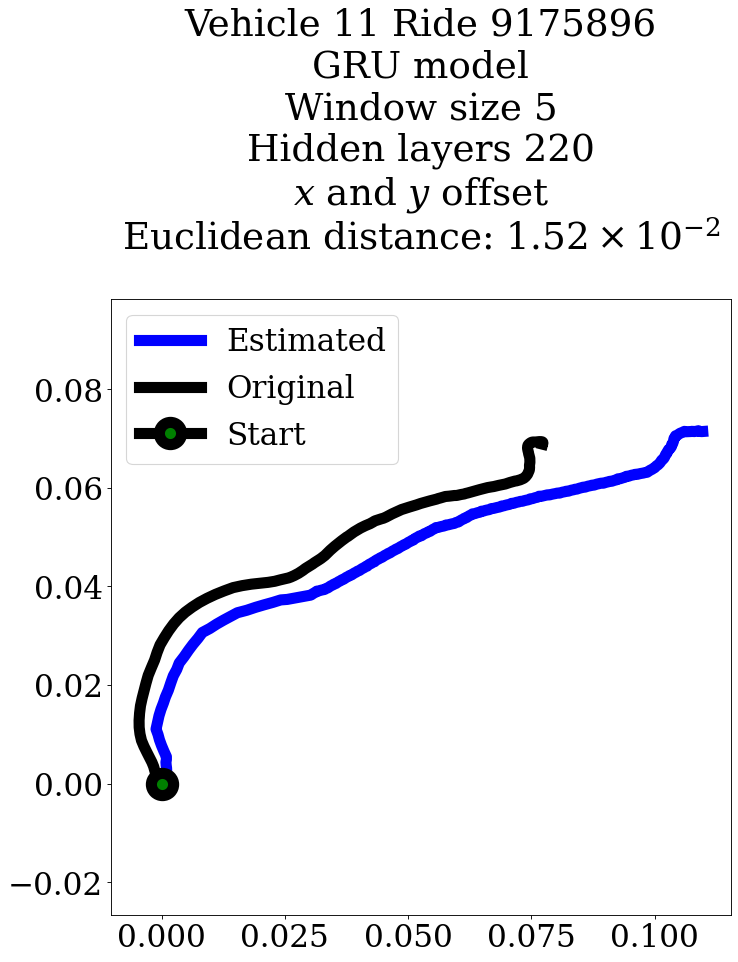 Vehicle 11 Ride 9175896
GRU model
Window size 5
Hidden layers 220
x and y offset
Euclidean distance: 1.52 × 10⁻²
Estimated
Original
Start
0.08
0.06
0.04
0.02
0.00
−0.02
0.000 0.025 0.050 0.075 0.100